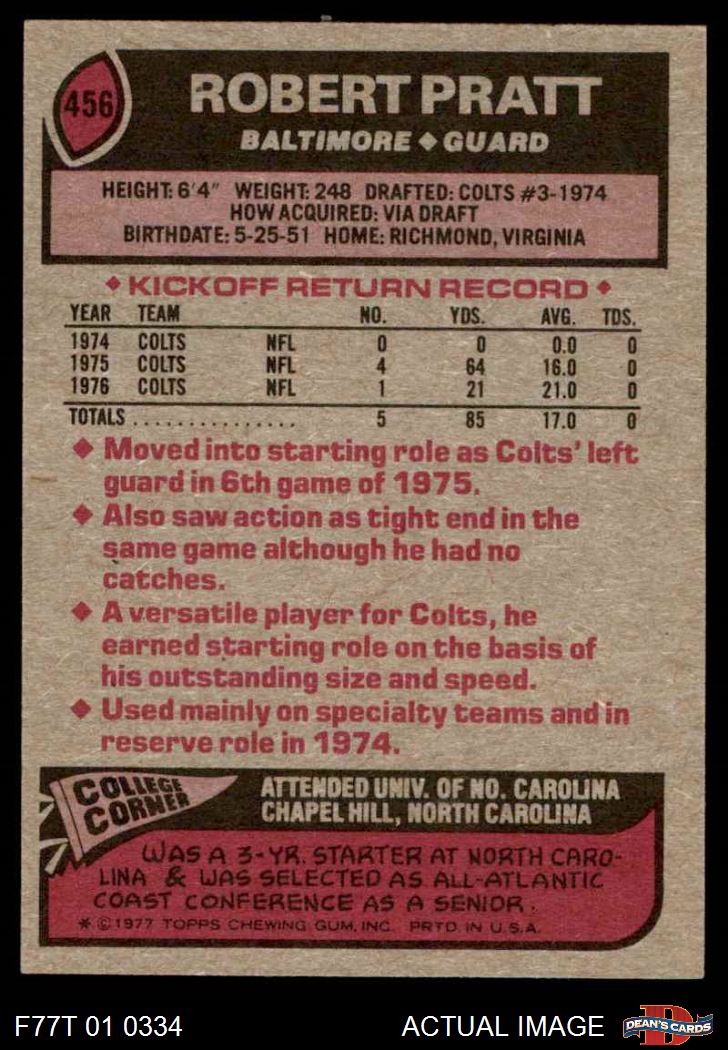 456
ROBERT PRATT
BALTIMORE ◆ GUARD
HEIGHT: 6'4" WEIGHT: 248 DRAFTED: COLTS #3-1974
HOW ACQUIRED: VIA DRAFT
BIRTHDATE: 5-25-51 HOME: RICHMOND, VIRGINIA
◆ KICKOFF RETURN RECORD ◆
YEAR TEAM NO. YDS. AVG. TDS.
1974 COLTS NFL 0 0 0.0 0
1975 COLTS NFL 4 64 16.0 0
1976 COLTS NFL 1 21 21.0 0
TOTALS ............... 5 85 17.0 0
◆ Moved into starting role as Colts' left
guard in 6th game of 1975.
◆ Also saw action as tight end in the
same game although he had no
catches.
◆ A versatile player for Colts, he
earned starting role on the basis of
his outstanding size and speed.
◆ Used mainly on specialty teams and in
reserve role in 1974.
COLLEGE
CORNER
ATTENDED UNIV. OF NO. CAROLINA
CHAPEL HILL, NORTH CAROLINA
WAS A 3-YR. STARTER AT NORTH CARO-
LINA & WAS SELECTED AS ALL-ATLANTIC
COAST CONFERENCE AS A SENIOR.
* © 1977 TOPPS CHEWING GUM, INC. PRTD. IN U.S.A.
F77T 01 0334 ACTUAL IMAGE
D
DEAN'S CARDS